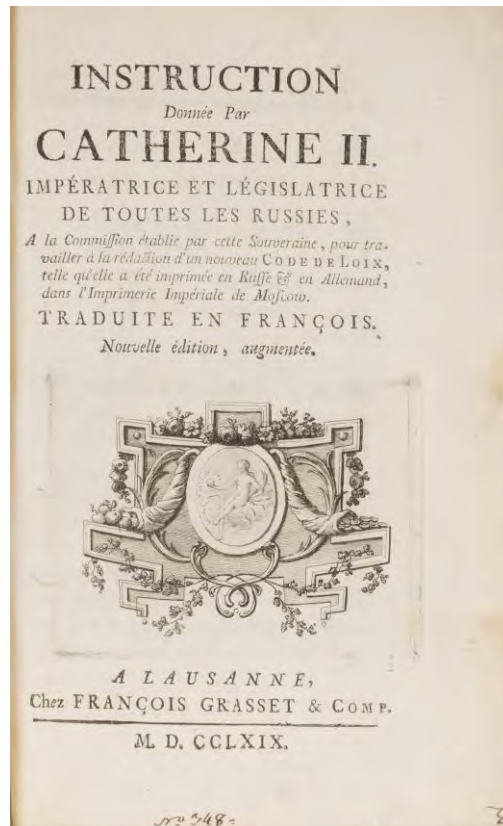 INSTRUCTION
Donnée Par
CATHERINE II.
IMPÉRATRICE ET LÉGISLATRICE
DE TOUTES LES RUSSIES,
A la Commiſſion établie par cette Souveraine, pour tra-
vailler à la rédaction d'un nouveau CODE DE LOIX,
telle qu'elle a été imprimée en Ruſſe & en Allemand,
dans l'Imprimerie Impériale de Moſcow.
TRADUITE EN FRANÇOIS.
Nouvelle édition, augmentée.
A LAUSANNE,
Chez FRANÇOIS GRASSET & COMP.
M. D. CCLXIX.
No 348=